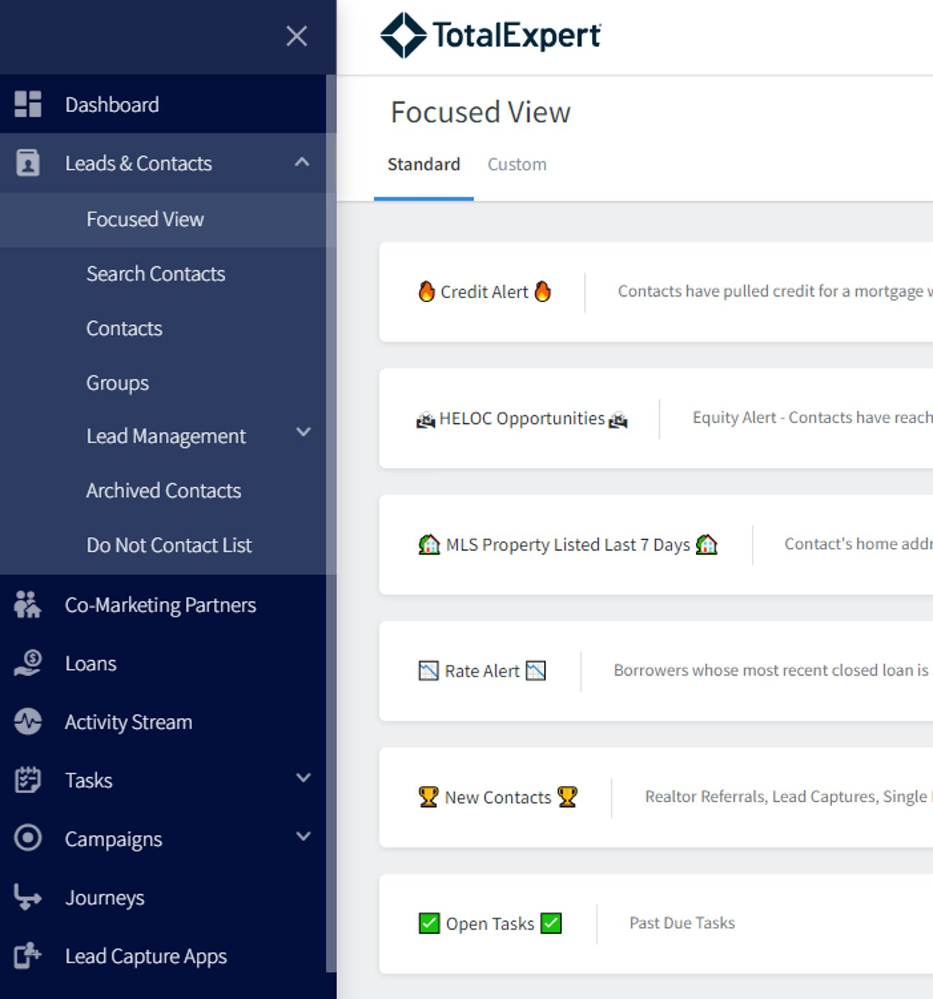 TotalExpert
Dashboard
Leads & Contacts
Focused View
Search Contacts
Contacts
Groups
Lead Management
Archived Contacts
Do Not Contact List
Co-Marketing Partners
Loans
Activity Stream
Tasks
Campaigns
Journeys
Lead Capture Apps
Focused View
Standard Custom
Credit Alert Contacts have pulled credit for a mortgage
HELOC Opportunities Equity Alert - Contacts have reach
MLS Property Listed Last 7 Days Contact's home addr
Rate Alert Borrowers whose most recent closed loan is
New Contacts Realtor Referrals, Lead Captures, Single
Open Tasks Past Due Tasks